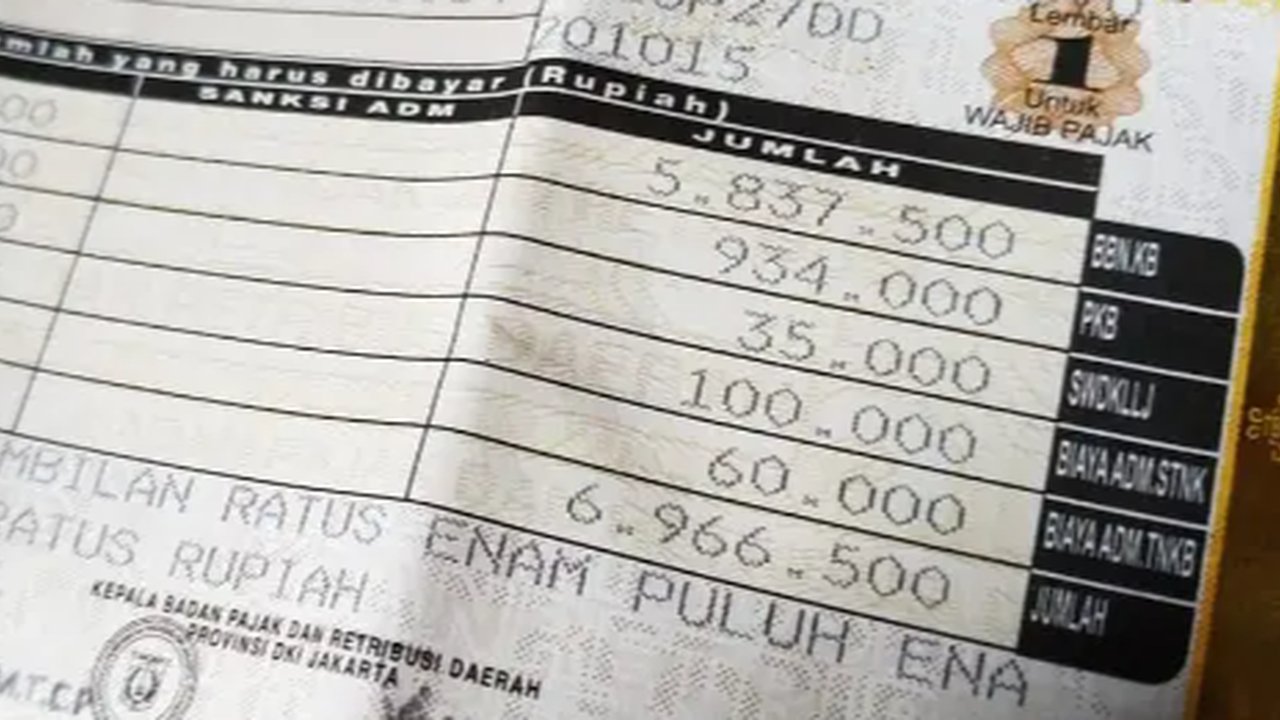 Lembar
1
Untuk
WAJIB PAJAK
01015
yang harus dibayar (Rupiah)
SANKSI ADM JUMLAH
5.837.500 BBN.KB
934.000 PKB
35.000 SWDKLLJ
100.000 BIAYA ADM.STNK
60.000 BIAYA ADM.TNKB
6.966.500 JUMLAH
MBILAN RATUS ENAM PULUH ENA
RATUS RUPIAH
KEPALA BADAN PAJAK DAN RETRIBUSI DAERAH
PROVINSI DKI JAKARTA